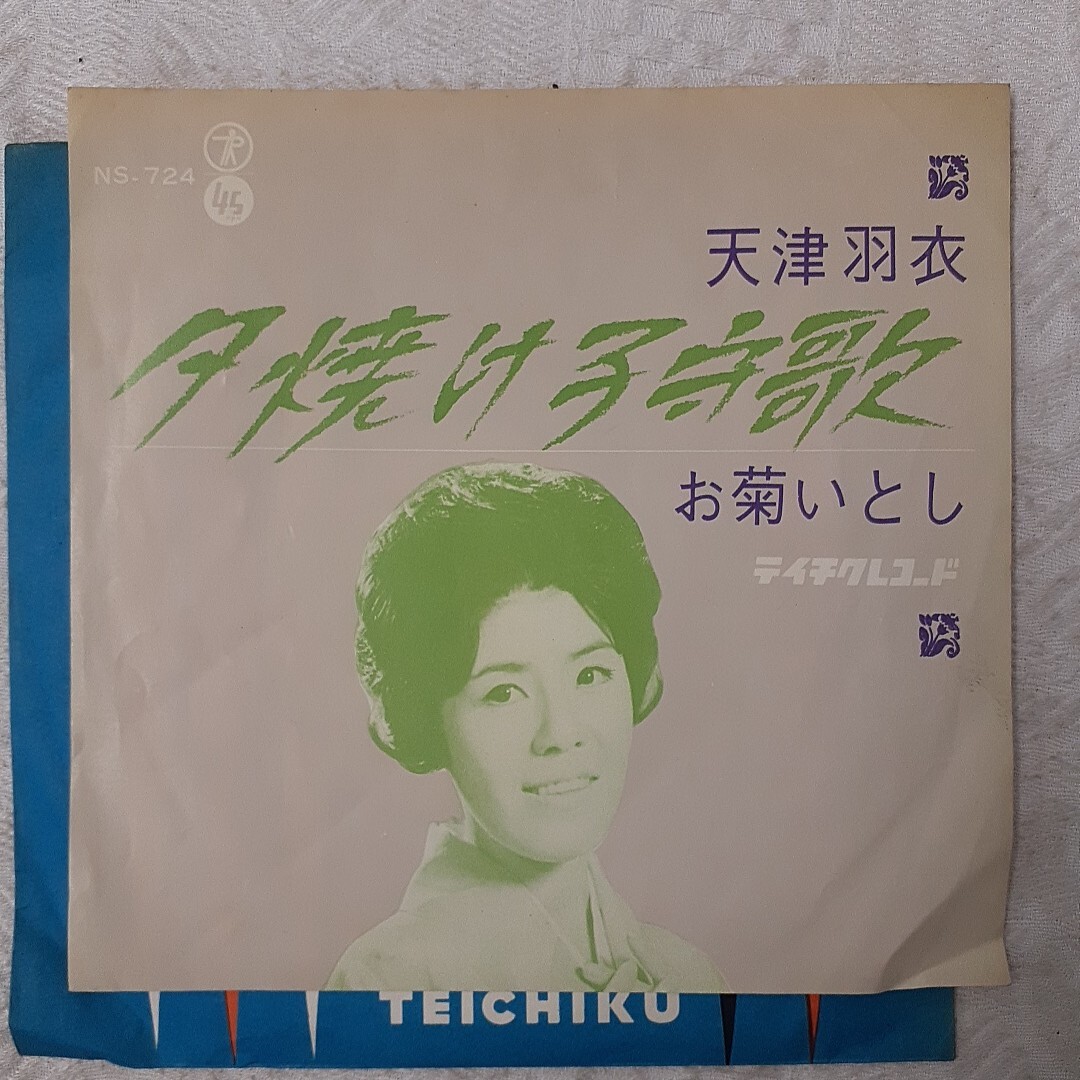 NS-724
45
天津羽衣
夕焼け子守歌
お菊いとし
テイチクレコード
TEICHIKU